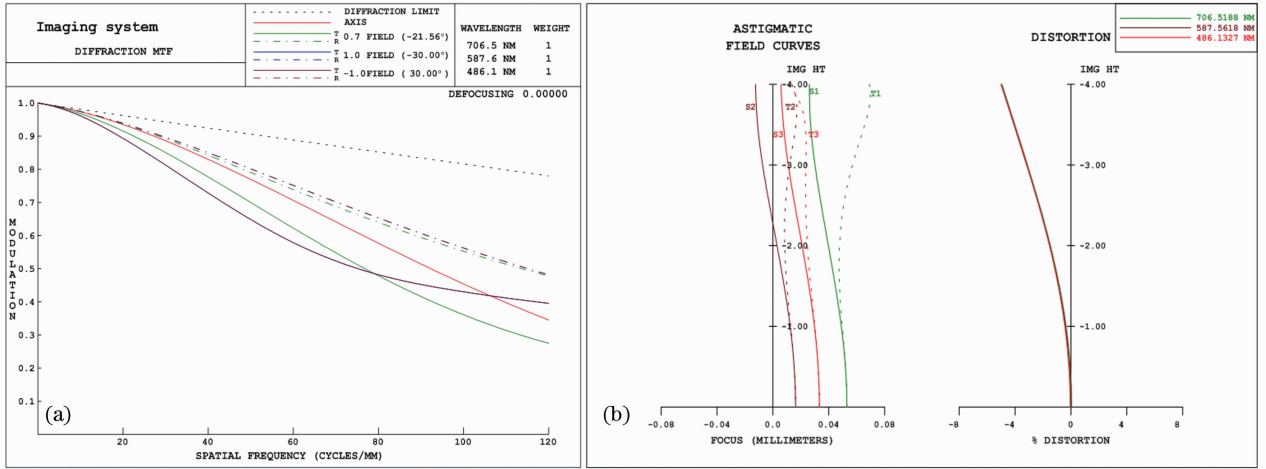 Imaging system
DIFFRACTION MTF
DIFFRACTION LIMIT
AXIS
T
R 0.7 FIELD (-21.56°)
T
R 1.0 FIELD (-30.00°)
T
R -1.0FIELD ( 30.00°)
WAVELENGTH WEIGHT
706.5 NM 1
587.6 NM 1
486.1 NM 1
DEFOCUSING 0.00000
1.0
0.9
0.8
0.7
0.6
0.5
0.4
0.3
0.2
0.1
MODULATION
20 40 60 80 100 120
SPATIAL FREQUENCY (CYCLES/MM)
(a)
ASTIGMATIC
FIELD CURVES
IMG HT
-4.00
-3.00
-2.00
-1.00
S1
T1
S2
T2
S3
T3
-0.08 -0.04 0.0 0.04 0.08
FOCUS (MILLIMETERS)
(b)
706.5188 NM
587.5618 NM
486.1327 NM
DISTORTION
IMG HT
-4.00
-3.00
-2.00
-1.00
-8 -4 0 4 8
% DISTORTION